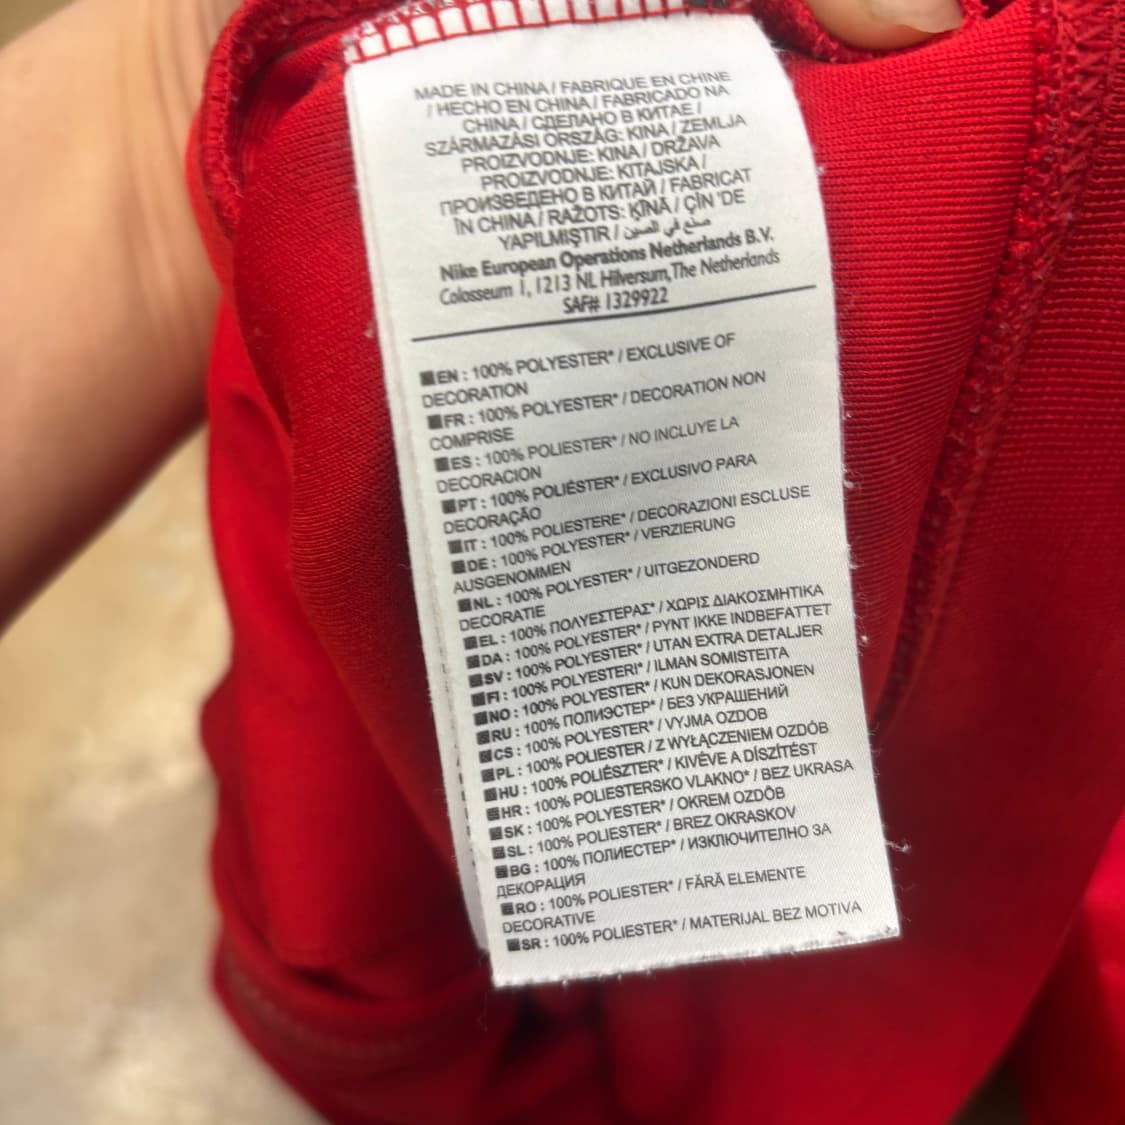 MADE IN CHINA / FABRIQUE EN CHINE
/ HECHO EN CHINA / FABRICADO NA
CHINA / СДЕЛАНО В КИТАЕ /
SZÁRMAZÁSI ORSZÁG: KINA / ZEMLJA
PROIZVODNJE: KINA / DRŽAVA
PROIZVODNJE: KITAJSKA /
ПРОИЗВЕДЕНО В КИТАЙ / FABRICAT
ÎN CHINA / RAŽOTS: ĶĪNĀ / ÇİN 'DE
YAPILMIŞTIR / صنع في الصين
Nike European Operations Netherlands B.V.
Colosseum 1, 1213 NL Hilversum, The Netherlands
SAF# 1329922
EN : 100% POLYESTER* / EXCLUSIVE OF
DECORATION
FR : 100% POLYESTER* / DECORATION NON
COMPRISE
ES : 100% POLIESTER* / NO INCLUYE LA
DECORACION
PT : 100% POLIÉSTER* / EXCLUSIVO PARA
DECORAÇÃO
IT : 100% POLIESTERE* / DECORAZIONI ESCLUSE
DE : 100% POLYESTER* / VERZIERUNG
AUSGENOMMEN
NL : 100% POLYESTER* / UITGEZONDERD
DECORATIE
EL : 100% ΠΟΛΥΕΣΤΕΡΑΣ* / ΧΩΡΙΣ ΔΙΑΚΟΣΜΗΤΙΚΑ
DA : 100% POLYESTER* / PYNT IKKE INDBEFATTET
SV : 100% POLYESTER* / UTAN EXTRA DETALJER
FI : 100% POLYESTERI* / ILMAN SOMISTEITA
NO : 100% POLYESTER* / KUN DEKORASJONEN
RU : 100% ПОЛИЭСТЕР* / БЕЗ УКРАШЕНИЙ
CS : 100% POLYESTER* / VYJMA OZDOB
PL : 100% POLIESTER / Z WYŁĄCZENIEM OZDÓB
HU : 100% POLIÉSZTER* / KIVÉVE A DÍSZÍTÉST
HR : 100% POLIESTERSKO VLAKNO* / BEZ UKRASA
SK : 100% POLYESTER* / OKREM OZDÔB
SL : 100% POLIESTER* / BREZ OKRASKOV
BG : 100% ПОЛИЕСТЕР* / ИЗКЛЮЧИТЕЛНО ЗА
ДЕКОРАЦИЯ
RO : 100% POLIESTER* / FĂRĂ ELEMENTE
DECORATIVE
SR : 100% POLIESTER* / MATERIJAL BEZ MOTIVA